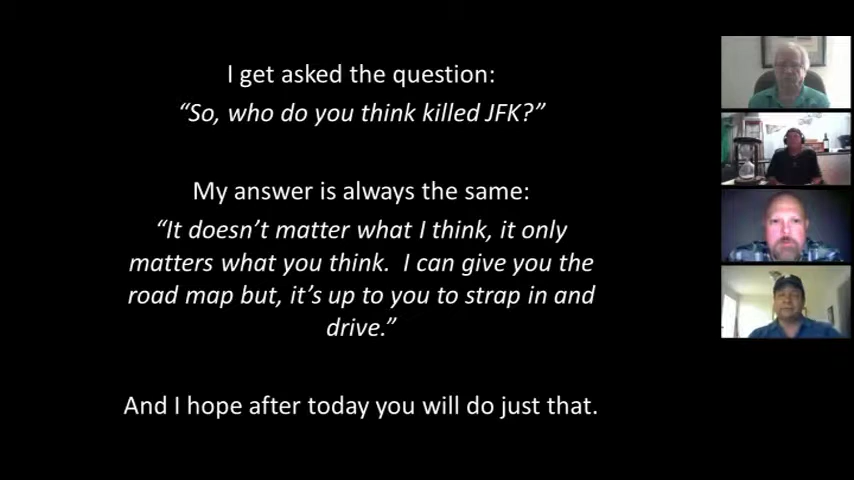 I get asked the question:
“So, who do you think killed JFK?”
My answer is always the same:
“It doesn’t matter what I think, it only
matters what you think.  I can give you the
road map but, it’s up to you to strap in and
drive.”
And I hope after today you will do just that.